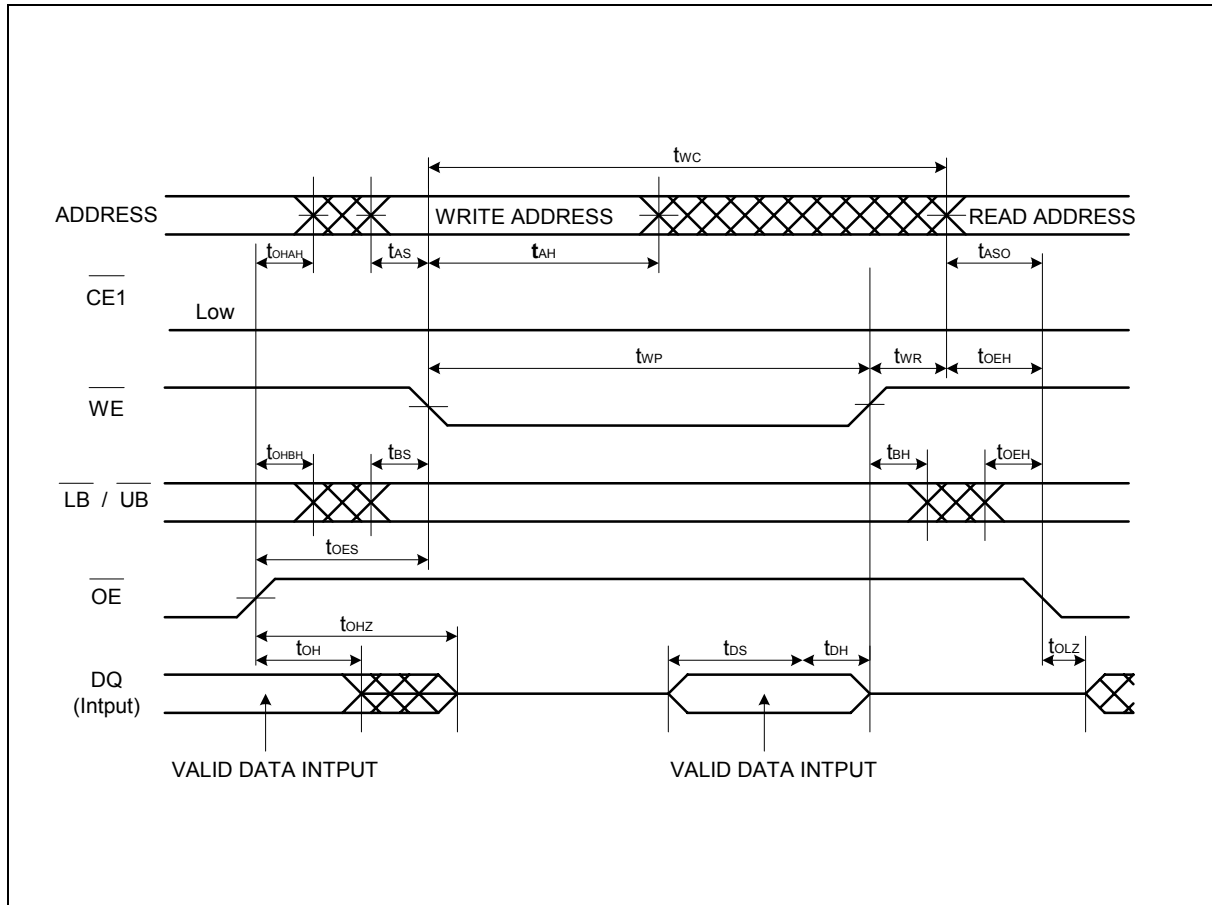 tWC
ADDRESS WRITE ADDRESS READ ADDRESS
tOHAH tAS tAH tASO
CE1
Low
tWP tWR tOEH
WE
tOHBH tBS tBH tOEH
LB / UB
tOES
OE
tOHZ
tOH tDS tDH tOLZ
DQ
(Intput)
VALID DATA INTPUT VALID DATA INTPUT